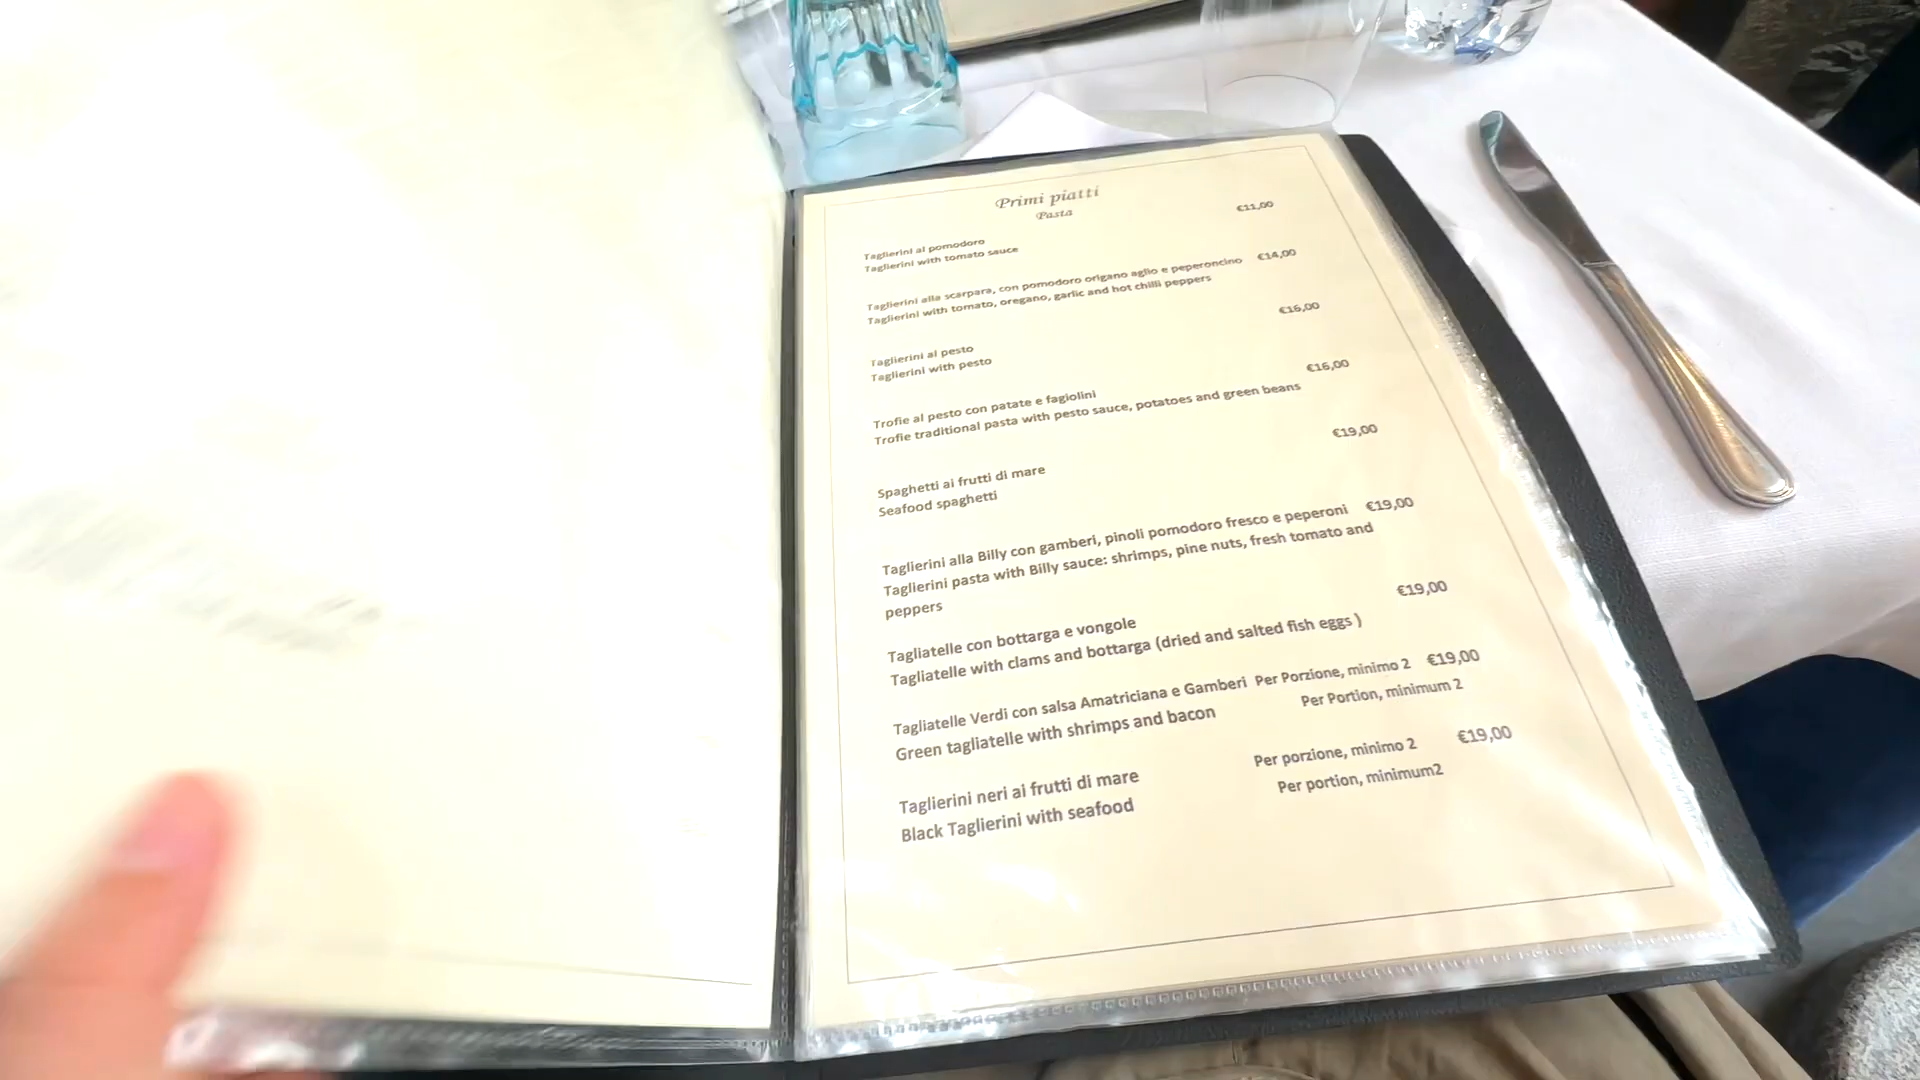 Primi piatti
Pasta
€11,00
Taglierini al pomodoro
Taglierini with tomato sauce
Taglierini alla scarpara, con pomodoro origano aglio e peperoncino €14,00
Taglierini with tomato, oregano, garlic and hot chilli peppers
€16,00
Taglierini al pesto
Taglierini with pesto
€16,00
Trofie al pesto con patate e fagiolini
Trofie traditional pasta with pesto sauce, potatoes and green beans
€19,00
Spaghetti ai frutti di mare
Seafood spaghetti
Taglierini alla Billy con gamberi, pinoli pomodoro fresco e peperoni €19,00
Taglierini pasta with Billy sauce: shrimps, pine nuts, fresh tomato and
peppers
€19,00
Tagliatelle con bottarga e vongole
Tagliatelle with clams and bottarga (dried and salted fish eggs )
Tagliatelle Verdi con salsa Amatriciana e Gamberi Per Porzione, minimo 2 €19,00
Green tagliatelle with shrimps and bacon Per Portion, minimum 2
Taglierini neri ai frutti di mare Per porzione, minimo 2 €19,00
Black Taglierini with seafood Per portion, minimum2